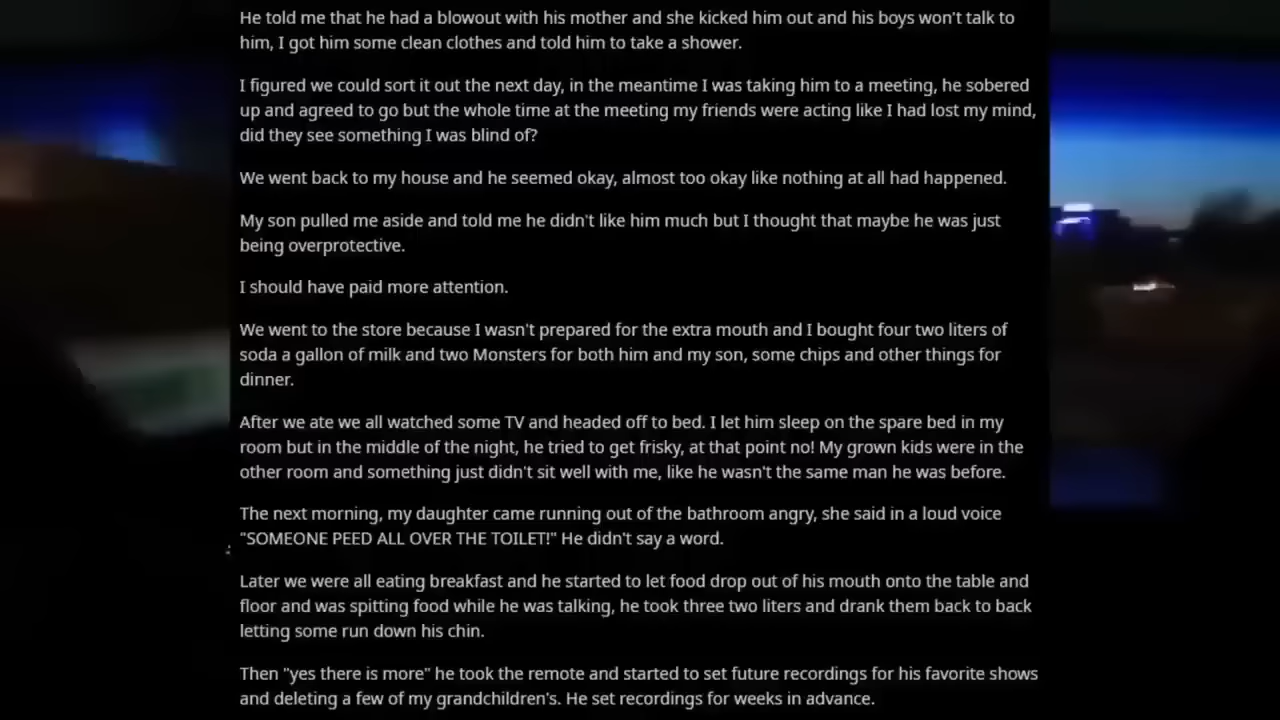 He told me that he had a blowout with his mother and she kicked him out and his boys won't talk to
him, I got him some clean clothes and told him to take a shower.
I figured we could sort it out the next day, in the meantime I was taking him to a meeting, he sobered
up and agreed to go but the whole time at the meeting my friends were acting like I had lost my mind,
did they see something I was blind of?
We went back to my house and he seemed okay, almost too okay like nothing at all had happened.
My son pulled me aside and told me he didn't like him much but I thought that maybe he was just
being overprotective.
I should have paid more attention.
We went to the store because I wasn't prepared for the extra mouth and I bought four two liters of
soda a gallon of milk and two Monsters for both him and my son, some chips and other things for
dinner.
After we ate we all watched some TV and headed off to bed. I let him sleep on the spare bed in my
room but in the middle of the night, he tried to get frisky, at that point no! My grown kids were in the
other room and something just didn't sit well with me, like he wasn't the same man he was before.
The next morning, my daughter came running out of the bathroom angry, she said in a loud voice
"SOMEONE PEED ALL OVER THE TOILET!" He didn't say a word.
Later we were all eating breakfast and he started to let food drop out of his mouth onto the table and
floor and was spitting food while he was talking, he took three two liters and drank them back to back
letting some run down his chin.
Then "yes there is more" he took the remote and started to set future recordings for his favorite shows
and deleting a few of my grandchildren's. He set recordings for weeks in advance.